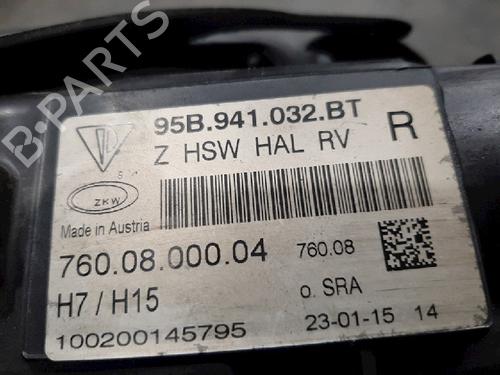 95B.941.032.BT
Z HSW HAL RV R
ZKW
Made in Austria
760.08.000.04 760.08
H7 / H15 o. SRA
100200145795 23-01-15 14